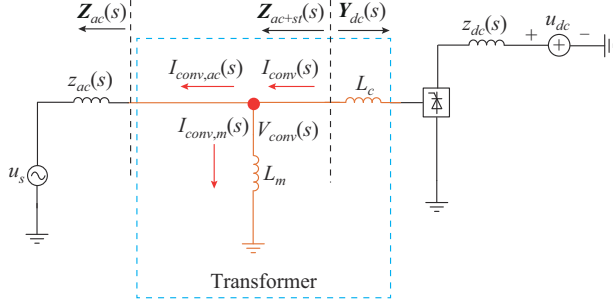 Z_ac(s) Z_ac+st(s) Y_dc(s)
z_dc(s) + u_dc −
I_conv,ac(s) I_conv(s)
z_ac(s) L_c
I_conv,m(s) V_conv(s)
u_s L_m
Transformer